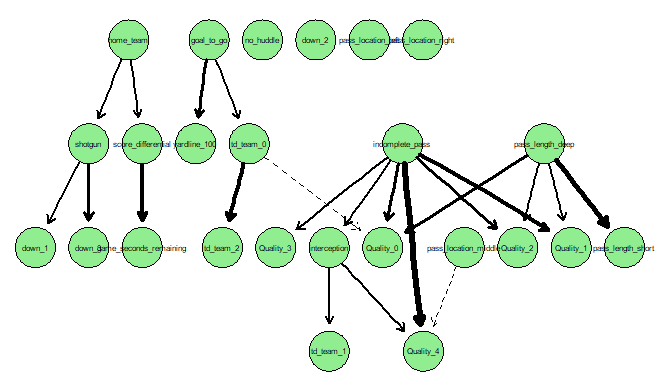 home_team
goal_to_go
no_huddle
down_2
pass_location_left
pass_location_right
shotgun
score_differential
yardline_100
td_team_0
incomplete_pass
pass_length_deep
down_1
game_seconds_remaining
td_team_2
Quality_3
interception
Quality_0
pass_location_middle
Quality_2
Quality_1
pass_length_short
td_team_1
Quality_4